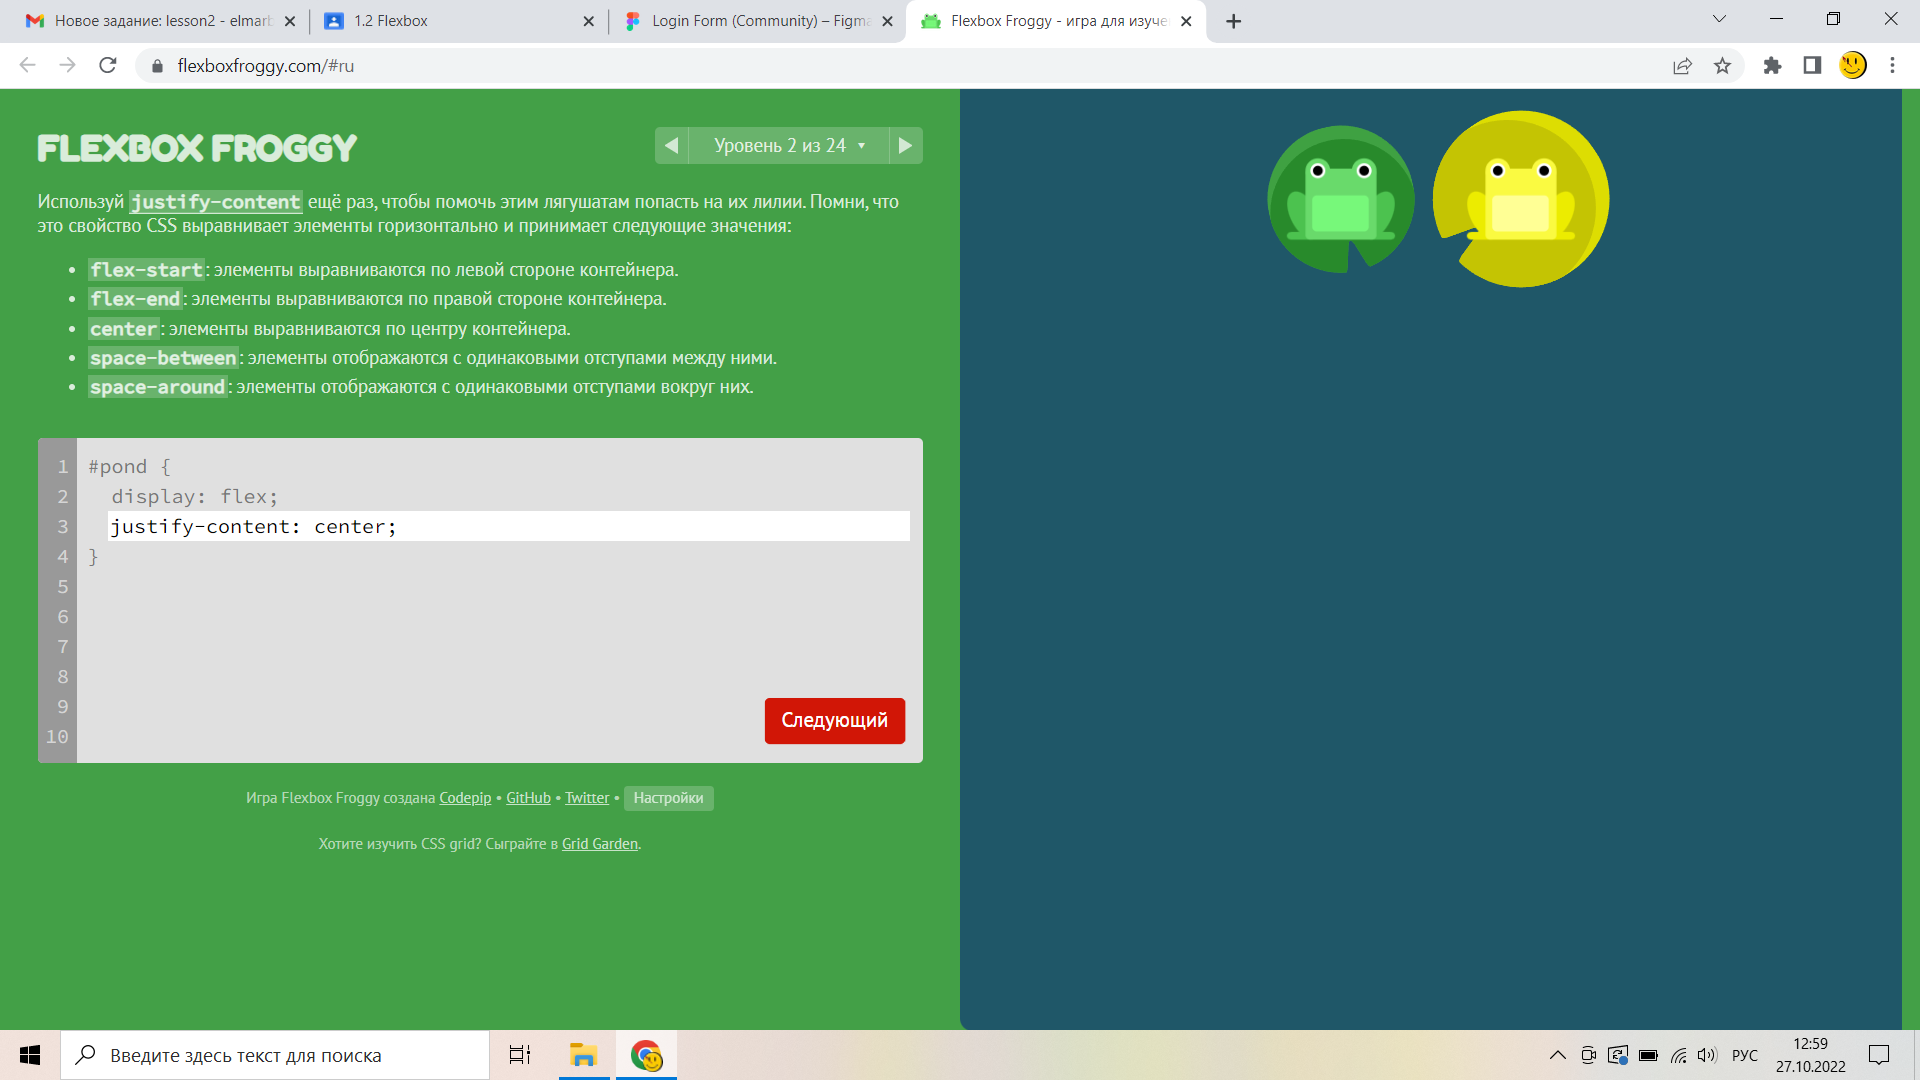 Новое задание: lesson2 - elmarb
1.2 Flexbox
Login Form (Community) – Figma
Flexbox Froggy - игра для изуче
flexboxfroggy.com/#ru
FLEXBOX FROGGY
Уровень 2 из 24
Используй justify-content ещё раз, чтобы помочь этим лягушатам попасть на их лилии. Помни, что
это свойство CSS выравнивает элементы горизонтально и принимает следующие значения:
• flex-start: элементы выравниваются по левой стороне контейнера.
• flex-end: элементы выравниваются по правой стороне контейнера.
• center: элементы выравниваются по центру контейнера.
• space-between: элементы отображаются с одинаковыми отступами между ними.
• space-around: элементы отображаются с одинаковыми отступами вокруг них.
1 #pond {
2 display: flex;
3 justify-content: center;
4 }
5
6
7
8
9
10
Следующий
Игра Flexbox Froggy создана Codepip • GitHub • Twitter • Настройки
Хотите изучить CSS grid? Сыграйте в Grid Garden.
Введите здесь текст для поиска
РУС
12:59
27.10.2022